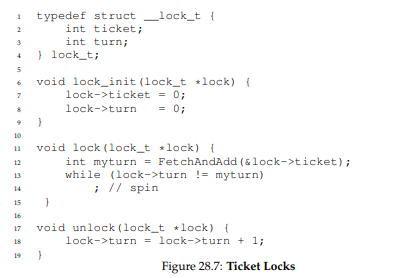 1 typedef struct __lock_t {
2 int ticket;
3 int turn;
4 } lock_t;
5
6 void lock_init(lock_t *lock) {
7 lock->ticket = 0;
8 lock->turn = 0;
9 }
10
11 void lock(lock_t *lock) {
12 int myturn = FetchAndAdd(&lock->ticket);
13 while (lock->turn != myturn)
14 ; // spin
15 }
16
17 void unlock(lock_t *lock) {
18 lock->turn = lock->turn + 1;
19 }
Figure 28.7: Ticket Locks